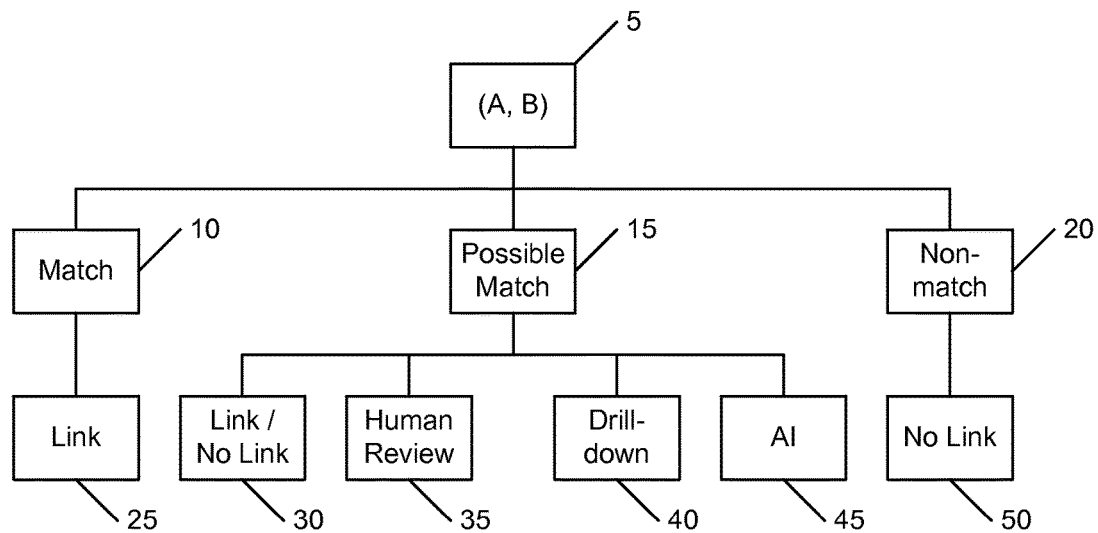 5
(A, B)
10
15
20
Match
Possible
Match
Non-
match
Link
Link /
No Link
Human
Review
Drill-
down
AI
No Link
25
30
35
40
45
50